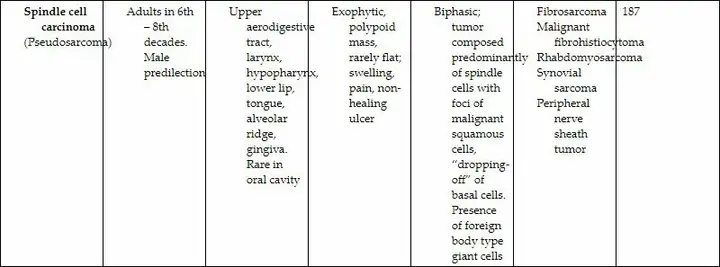 Spindle cell
carcinoma
(Pseudosarcoma)
Adults in 6th
– 8th
decades.
Male
predilection
Upper
aerodigestive
tract,
larynx,
hypopharynx,
lower lip,
tongue,
alveolar
ridge,
gingiva.
Rare in
oral cavity
Exophytic,
polypoid
mass,
rarely flat;
swelling,
pain, non-
healing
ulcer
Biphasic;
tumor
composed
predominantly
of spindle
cells with
foci of
malignant
squamous
cells,
“dropping-
off” of
basal cells.
Presence
of foreign
body type
giant cells
Fibrosarcoma
Malignant
fibrohistiocytoma
Rhabdomyosarcoma
Synovial
sarcoma
Peripheral
nerve
sheath
tumor
187